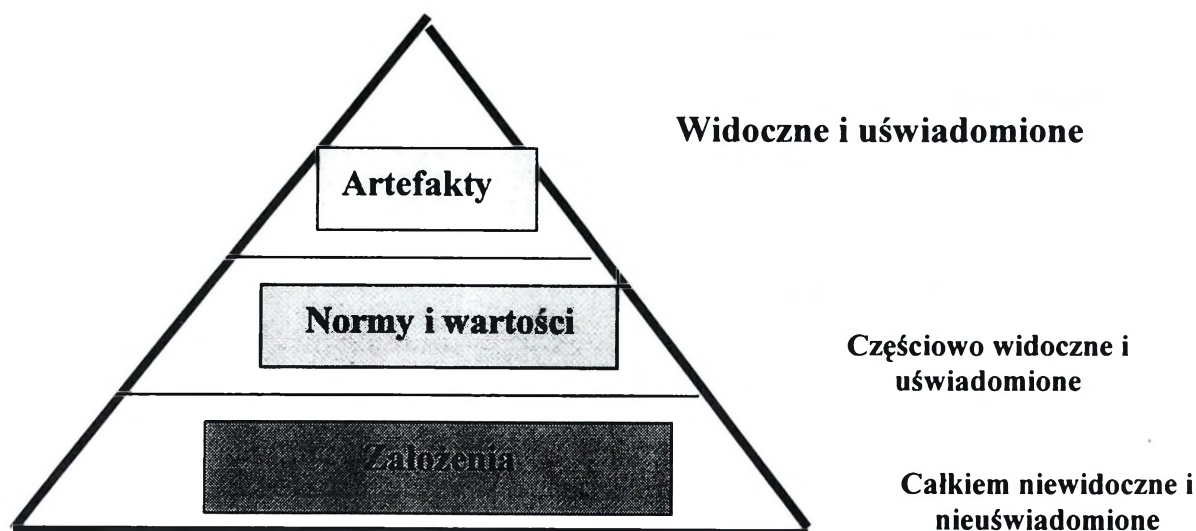 Widoczne i uświadomione
Artefakty
Normy i wartości
Częściowo widoczne i
uświadomione
Założenia
Całkiem niewidoczne i
nieuświadomione